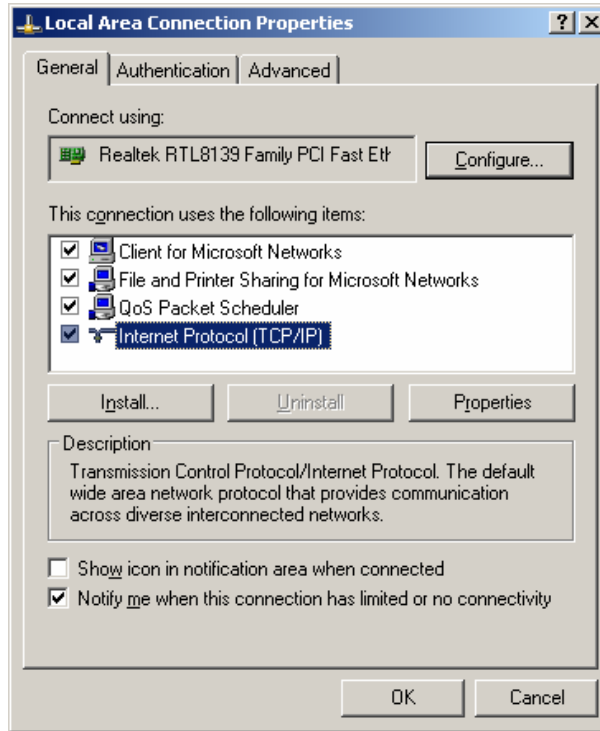 Local Area Connection Properties
General Authentication Advanced
Connect using:
Realtek RTL8139 Family PCI Fast Eth
Configure...
This connection uses the following items:
Client for Microsoft Networks
File and Printer Sharing for Microsoft Networks
QoS Packet Scheduler
Internet Protocol (TCP/IP)
Install... Uninstall Properties
Description
Transmission Control Protocol/Internet Protocol. The default
wide area network protocol that provides communication
across diverse interconnected networks.
Show icon in notification area when connected
Notify me when this connection has limited or no connectivity
OK Cancel